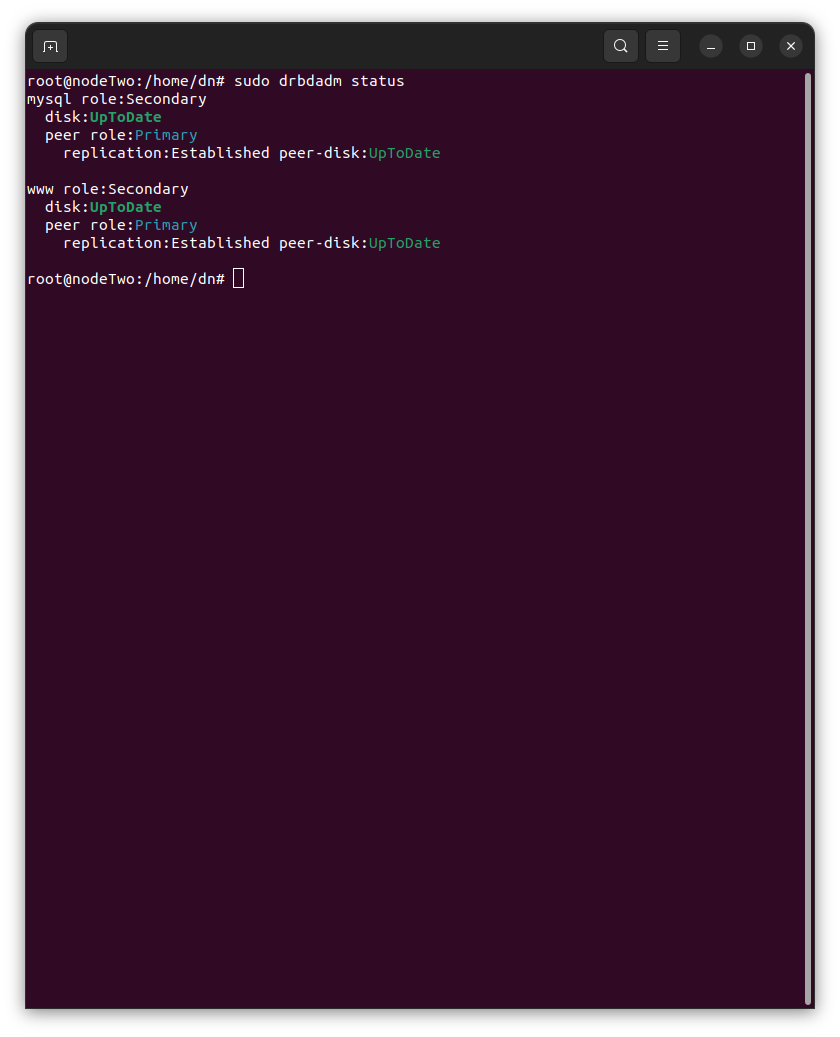 root@nodeTwo:/home/dn# sudo drbdadm status
mysql role:Secondary
  disk:UpToDate
  peer role:Primary
    replication:Established peer-disk:UpToDate

www role:Secondary
  disk:UpToDate
  peer role:Primary
    replication:Established peer-disk:UpToDate

root@nodeTwo:/home/dn#